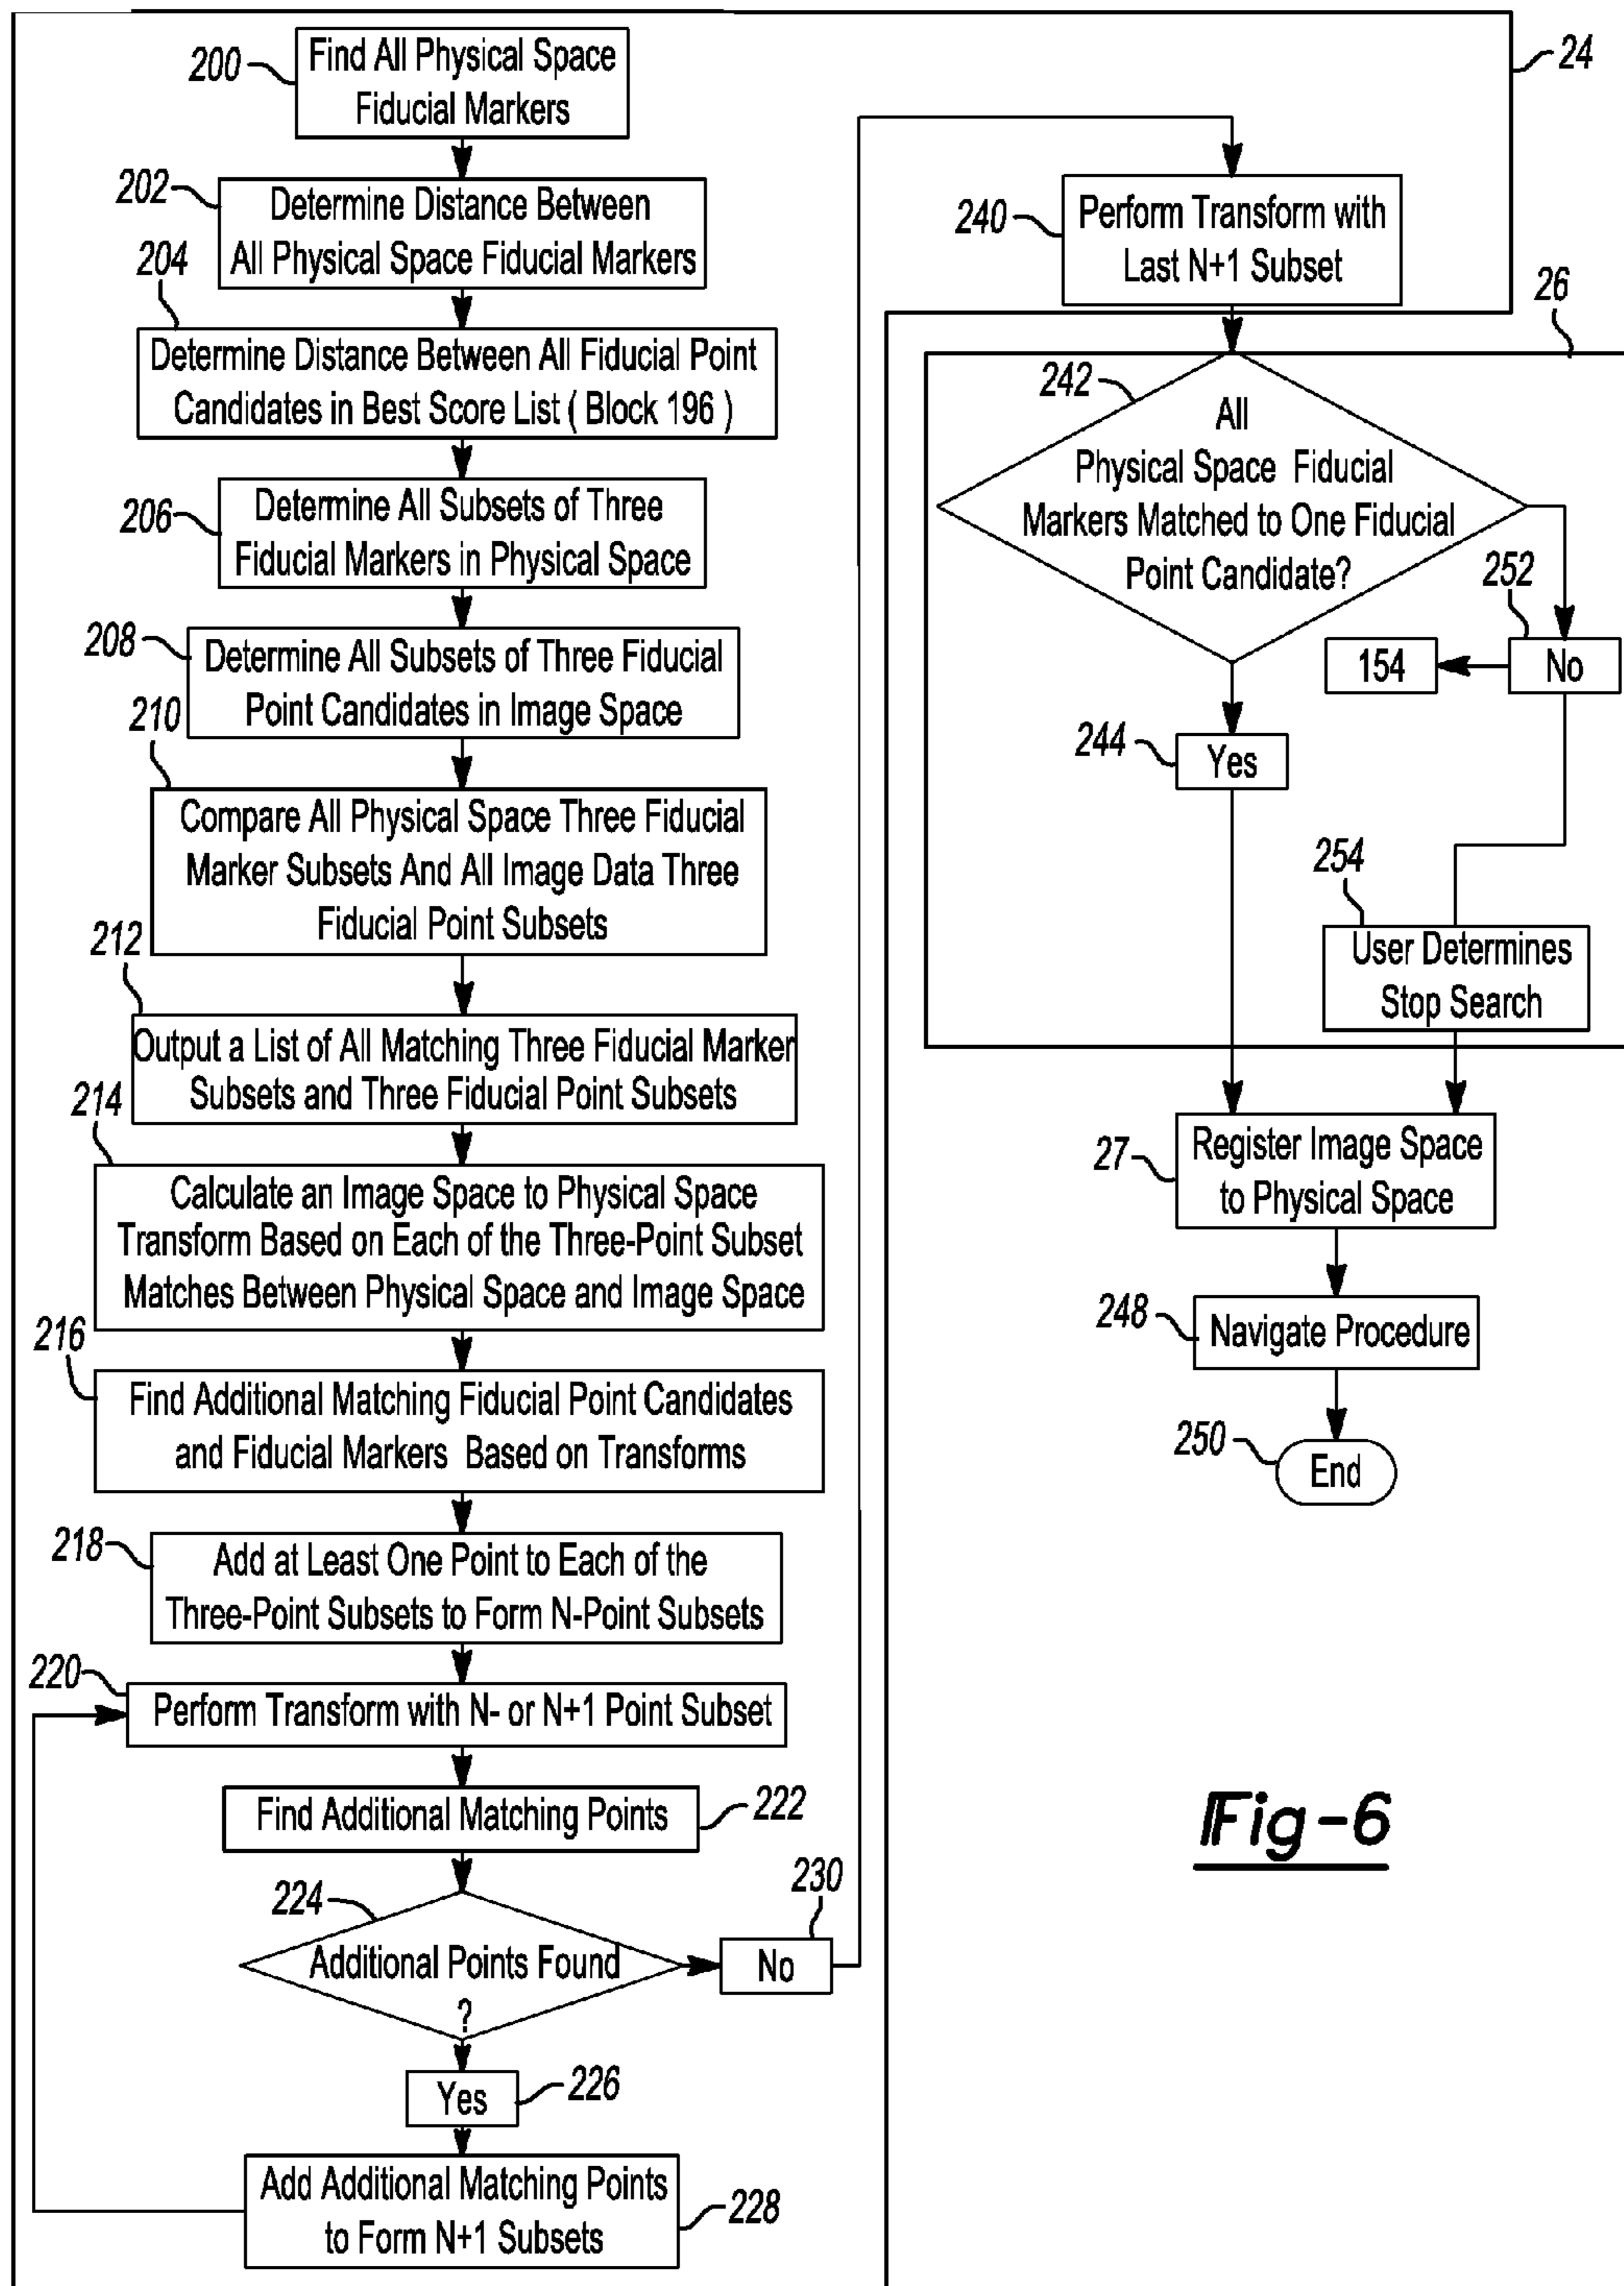 200
Find All Physical Space
Fiducial Markers
202
Determine Distance Between
All Physical Space Fiducial Markers
204
Determine Distance Between All Fiducial Point
Candidates in Best Score List ( Block 196 )
206
Determine All Subsets of Three
Fiducial Markers in Physical Space
208
Determine All Subsets of Three Fiducial
Point Candidates in Image Space
210
Compare All Physical Space Three Fiducial
Marker Subsets And All Image Data Three
Fiducial Point Subsets
212
Output a List of All Matching Three Fiducial Marker
Subsets and Three Fiducial Point Subsets
214
Calculate an Image Space to Physical Space
Transform Based on Each of the Three-Point Subset
Matches Between Physical Space and Image Space
216
Find Additional Matching Fiducial Point Candidates
and Fiducial Markers Based on Transforms
218
Add at Least One Point to Each of the
Three-Point Subsets to Form N-Point Subsets
220
Perform Transform with N- or N+1 Point Subset
Find Additional Matching Points
222
224
Additional Points Found
?
230
No
Yes
226
Add Additional Matching Points
to Form N+1 Subsets
228
24
240
Perform Transform with
Last N+1 Subset
26
242
All
Physical Space Fiducial
Markers Matched to One Fiducial
Point Candidate?
252
No
154
244
Yes
254
User Determines
Stop Search
27
Register Image Space
to Physical Space
248
Navigate Procedure
250
End
Fig-6